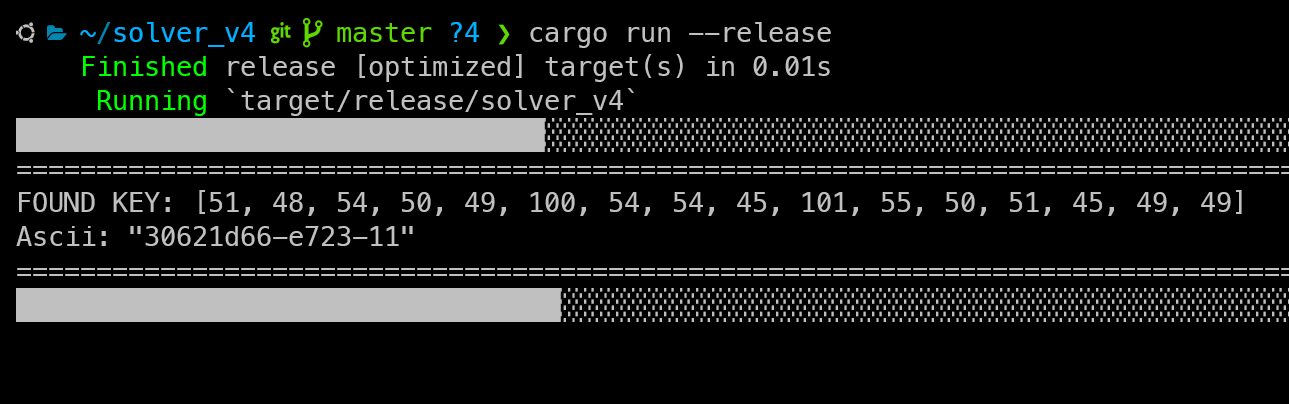 ~/solver_v4 git master ?4 ❯ cargo run --release
Finished release [optimized] target(s) in 0.01s
Running `target/release/solver_v4`
================================================================================
FOUND KEY: [51, 48, 54, 50, 49, 100, 54, 54, 45, 101, 55, 50, 51, 45, 49, 49]
Ascii: "30621d66-e723-11"
================================================================================